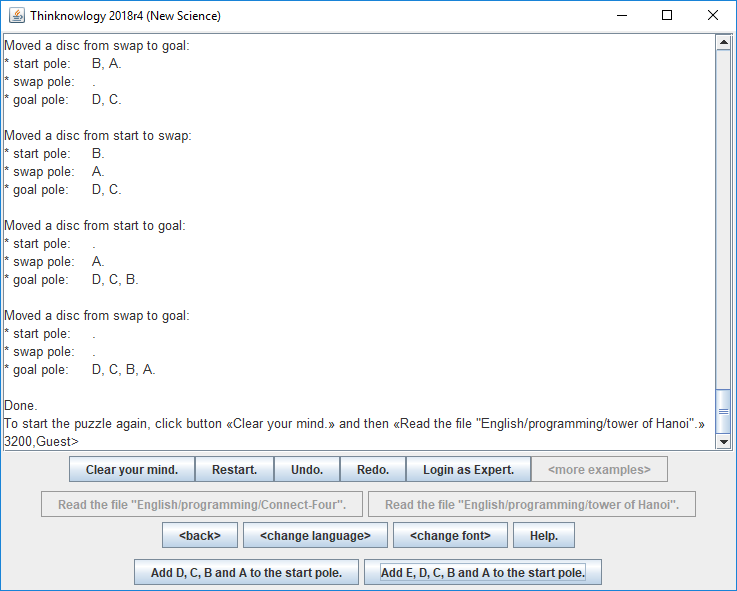 Thinknowlogy 2018r4 (New Science)
Moved a disc from swap to goal:
* start pole: B, A.
* swap pole: .
* goal pole: D, C.
Moved a disc from start to swap:
* start pole: B.
* swap pole: A.
* goal pole: D, C.
Moved a disc from start to goal:
* start pole: .
* swap pole: A.
* goal pole: D, C, B.
Moved a disc from swap to goal:
* start pole: .
* swap pole: .
* goal pole: D, C, B, A.
Done.
To start the puzzle again, click button «Clear your mind.» and then «Read the file "English/programming/tower of Hanoi".»
3200,Guest>
Clear your mind. Restart. Undo. Redo. Login as Expert. <more examples>
Read the file "English/programming/Connect-Four". Read the file "English/programming/tower of Hanoi".
<back> <change language> <change font> Help.
Add D, C, B and A to the start pole. Add E, D, C, B and A to the start pole.